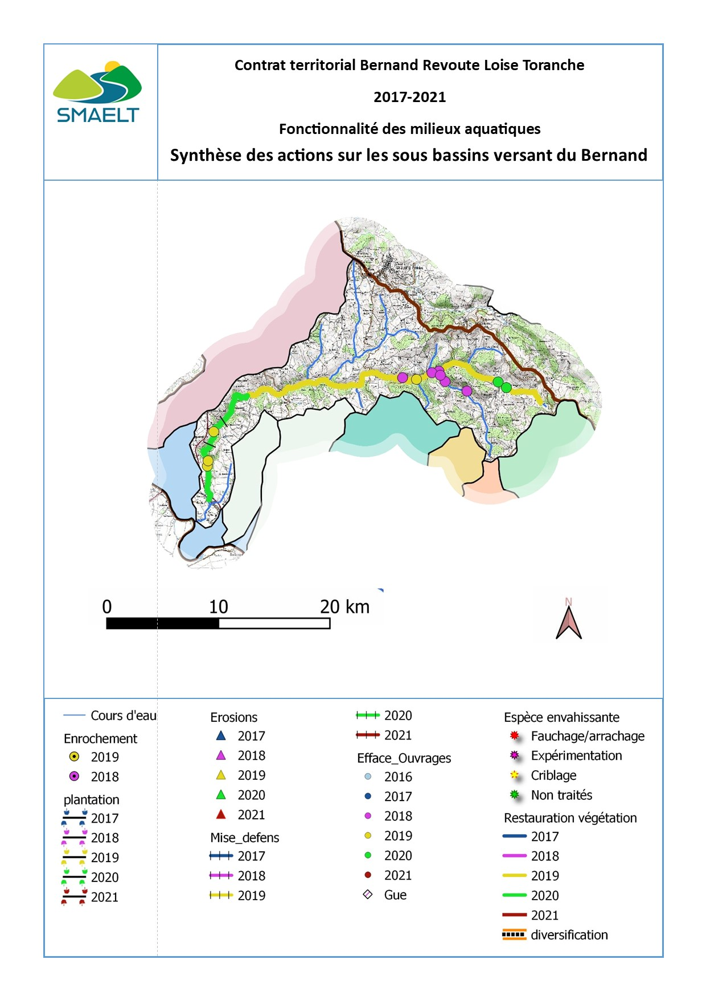 SMAELT
Contrat territorial Bernand Revoute Loise Toranche
2017-2021
Fonctionnalité des milieux aquatiques
Synthèse des actions sur les sous bassins versant du Bernand
0 10 20 km
N
Cours d'eau
Enrochement
2019
2018
plantation
2017
2018
2019
2020
2021
Erosions
2017
2018
2019
2020
2021
Mise_defens
2017
2018
2019
2020
2021
Efface_Ouvrages
2016
2017
2018
2019
2020
2021
Gue
Espèce envahissante
Fauchage/arrachage
Expérimentation
Criblage
Non traités
Restauration végétation
2017
2018
2019
2020
2021
diversification